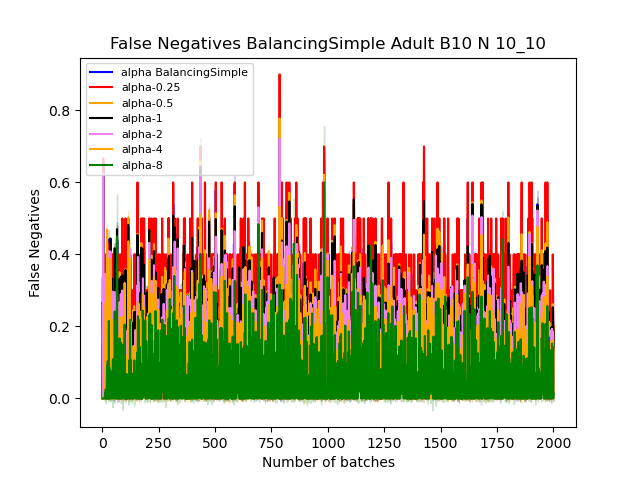 False Negatives BalancingSimple Adult B10 N 10_10
alpha BalancingSimple
alpha-0.25
alpha-0.5
alpha-1
alpha-2
alpha-4
alpha-8
0.8
0.6
0.4
0.2
0.0
False Negatives
0 250 500 750 1000 1250 1500 1750 2000
Number of batches